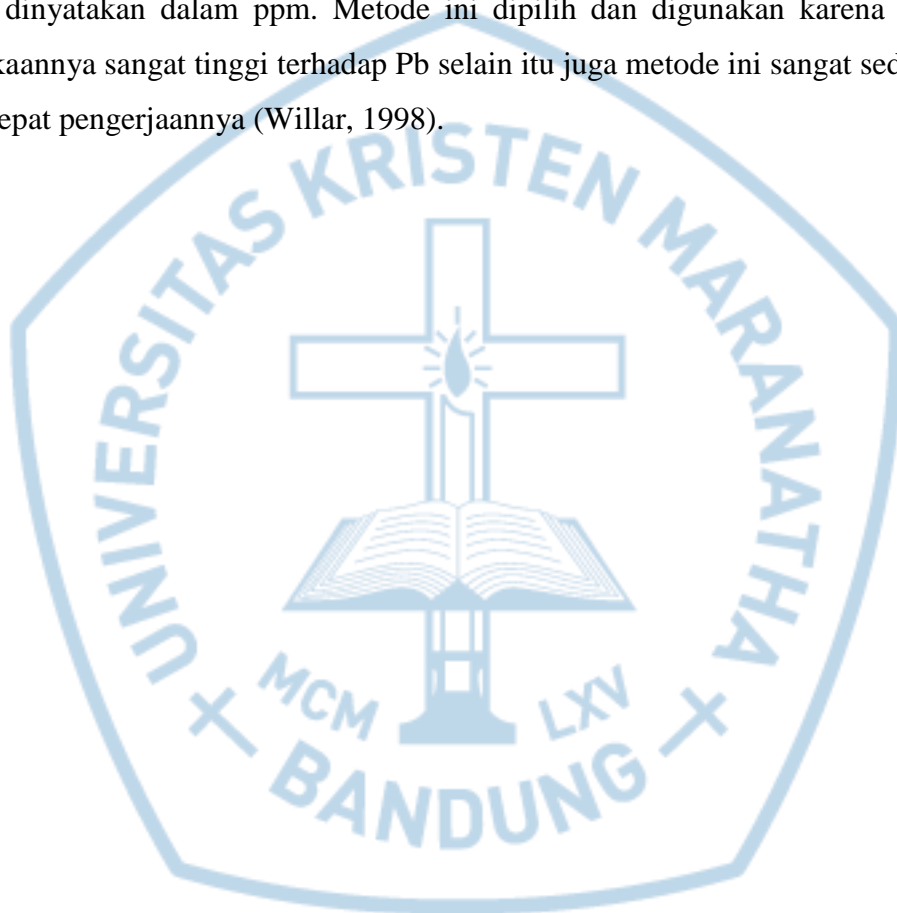 dinyatakan dalam ppm. Metode ini dipilih dan digunakan karena
kaannya sangat tinggi terhadap Pb selain itu juga metode ini sangat sed
epat pengerjaannya (Willar, 1998).
UNIVERSITAS KRISTEN MARANATHA
MCM LXV
BANDUNG